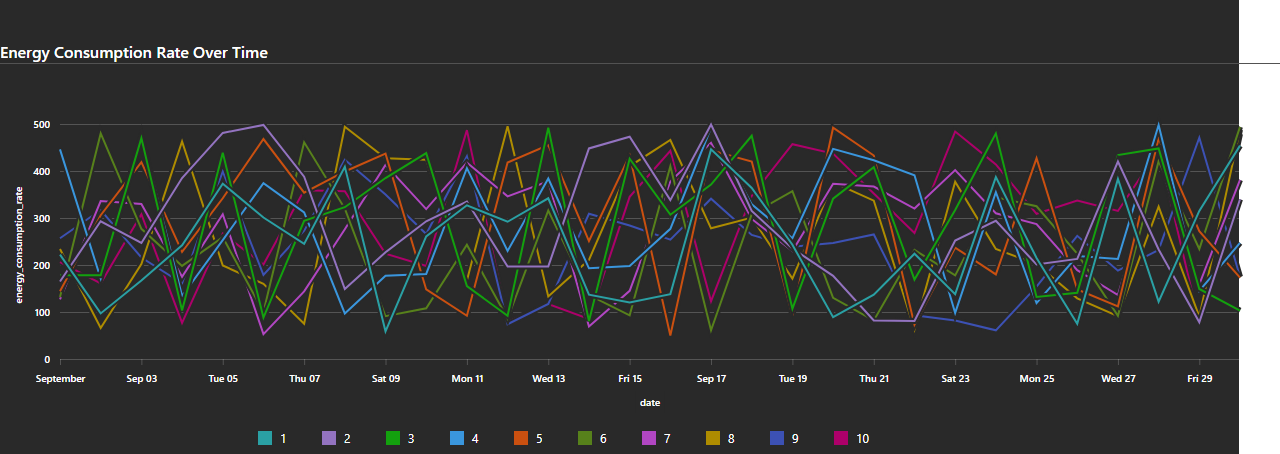 Energy Consumption Rate Over Time
energy_consumption_rate
500
400
300
200
100
0
September Sep 03 Tue 05 Thu 07 Sat 09 Mon 11 Wed 13 Fri 15 Sep 17 Tue 19 Thu 21 Sat 23 Mon 25 Wed 27 Fri 29
date
1 2 3 4 5 6 7 8 9 10